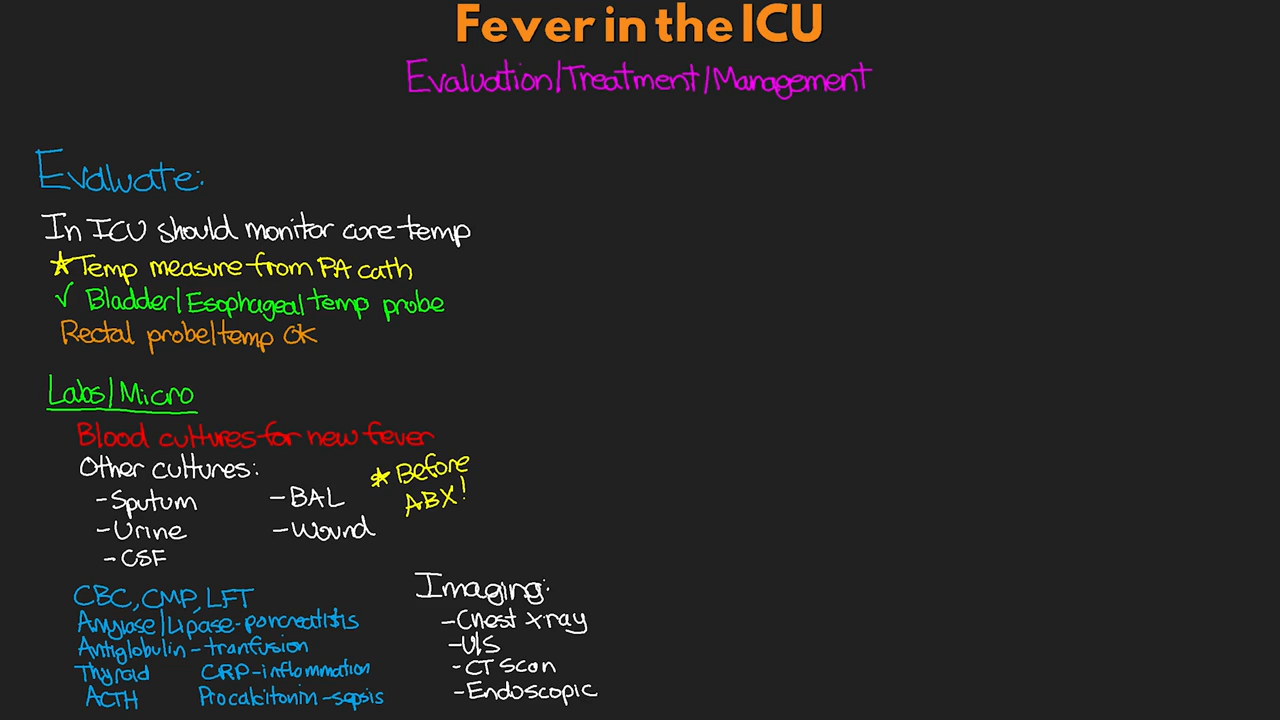 Fever in the ICU
Evaluation/Treatment/Management
Evaluate:
In ICU should monitor core temp
★Temp measure from PA cath
✓ Bladder/Esophageal temp probe
Rectal probe/temp OK
Labs/Micro
Blood cultures for new fever
Other cultures:
-Sputum
-Urine
-CSF
-BAL
-Wound
★Before
ABX!
CBC, CMP, LFT
Amylase/Lipase-pancreatitis
Antiglobulin-tranfusion
Thyroid
ACTH
CRP-inflammation
Procalcitonin-sepsis
Imaging:
-Chest x-ray
-U/S
-CT Scan
-Endoscopic